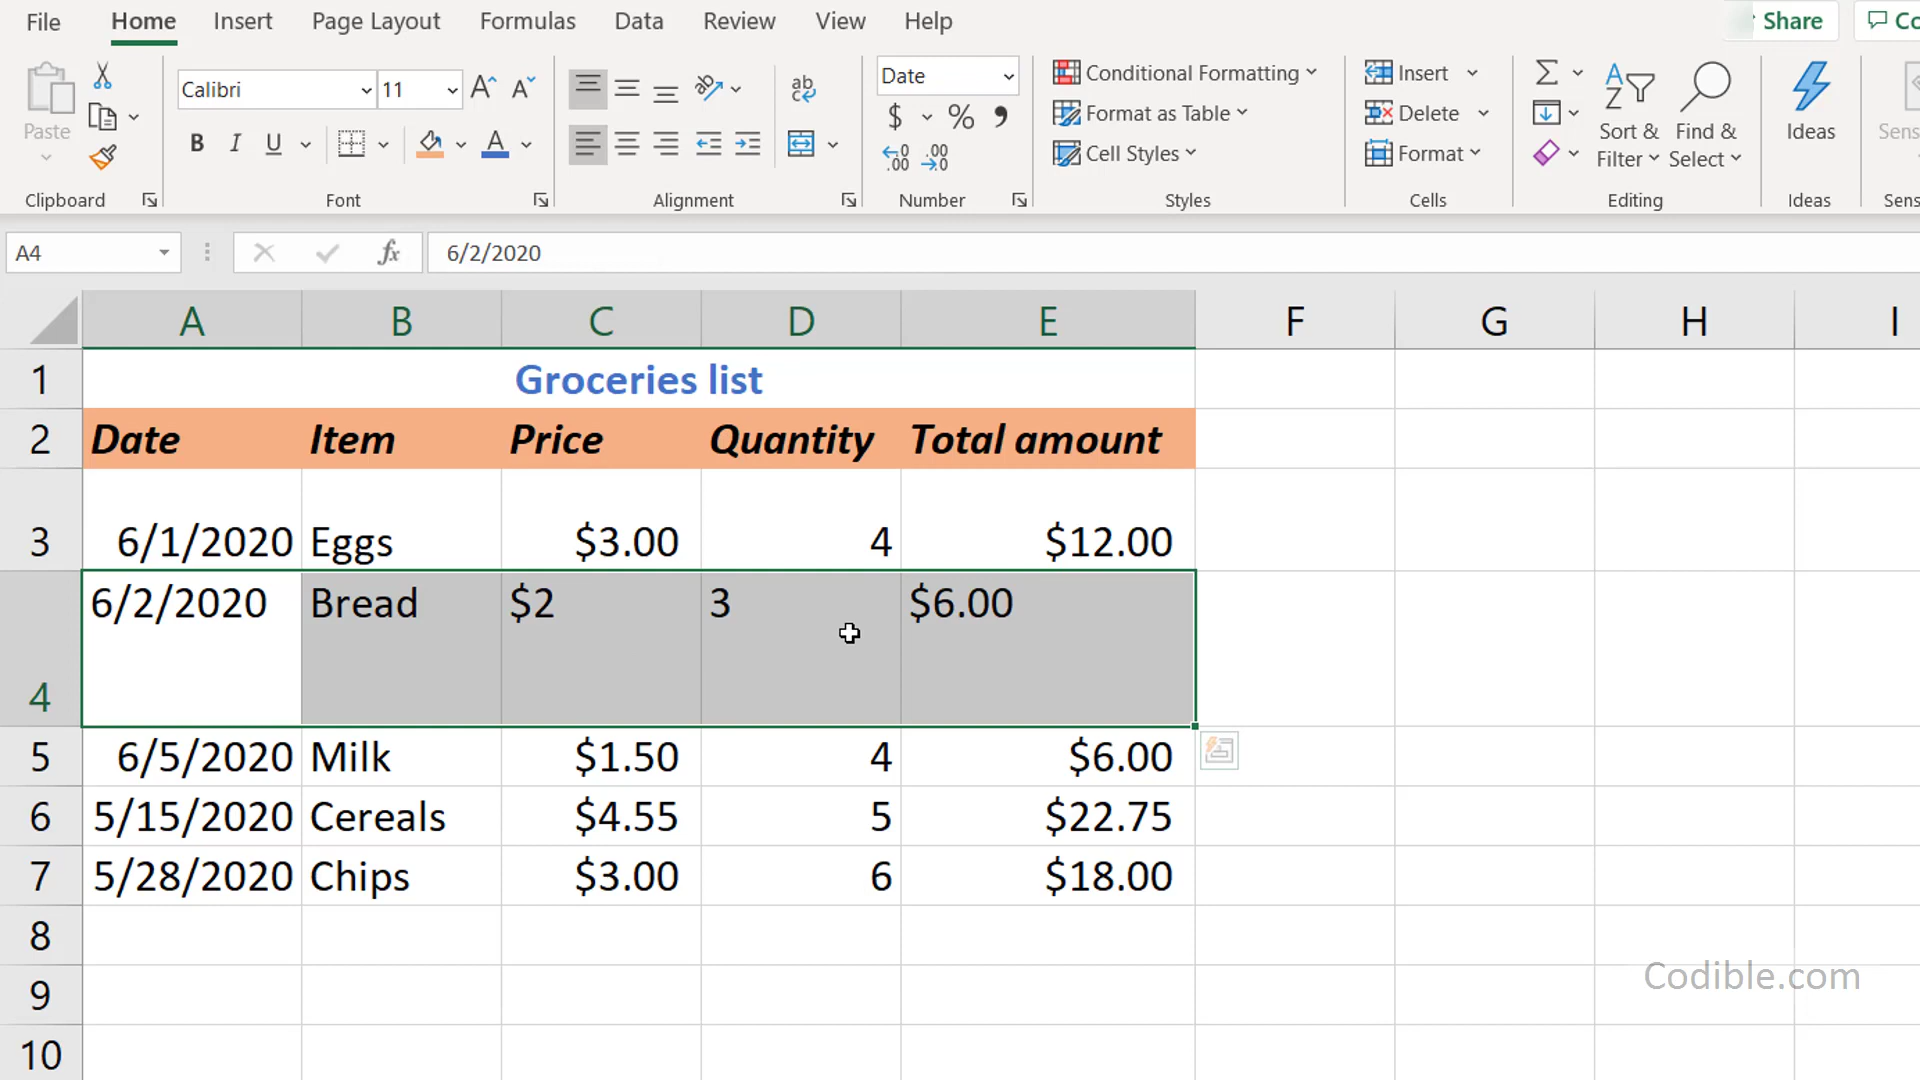 File Home Insert Page Layout Formulas Data Review View Help Share
Calibri 11 Date Conditional Formatting Insert
Paste $ % Format as Table Delete Sort & Find & Ideas
B I U A Cell Styles Format Filter Select
Clipboard Font Alignment Number Styles Cells Editing Ideas
A4 fx 6/2/2020
A B C D E F G H I
1 Groceries list
2 Date Item Price Quantity Total amount
3 6/1/2020 Eggs $3.00 4 $12.00
4 6/2/2020 Bread $2 3 $6.00
5 6/5/2020 Milk $1.50 4 $6.00
6 5/15/2020 Cereals $4.55 5 $22.75
7 5/28/2020 Chips $3.00 6 $18.00
8
9
Codible.com
10